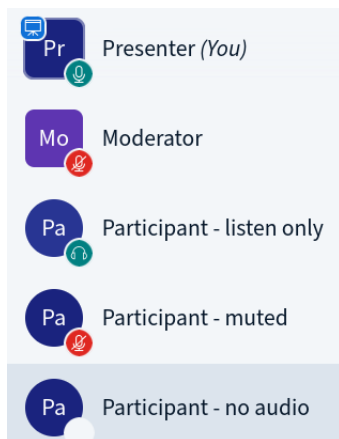 Pr Presenter (You)
Mo Moderator
Pa Participant - listen only
Pa Participant - muted
Pa Participant - no audio